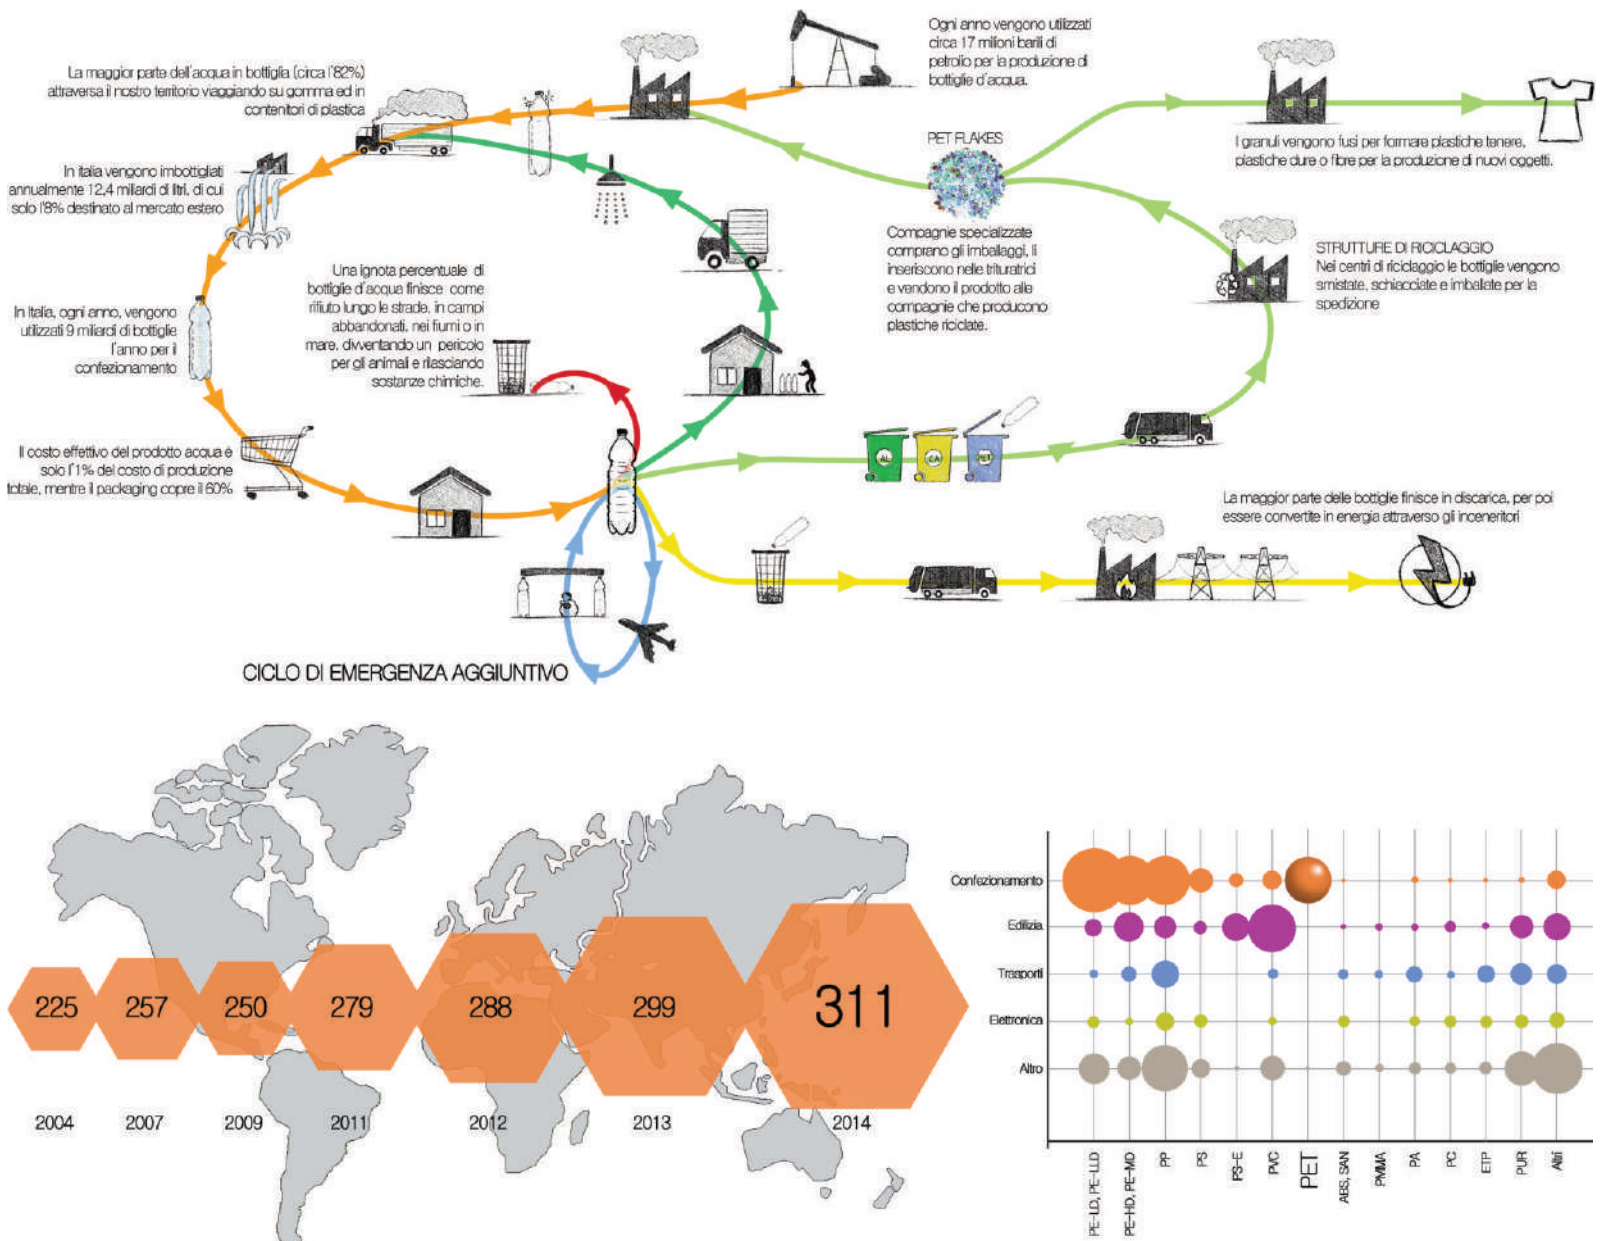 Ogni anno vengono utilizzati
circa 17 milioni barili di
petrolio per la produzione di
bottiglie d'acqua.
La maggior parte dell'acqua in bottiglia (circa l'82%)
attraversa il nostro territorio viaggiando su gomma ed in
contenitori di plastica
I granuli vengono fusi per formare plastiche tenere,
plastiche dure o fibre per la produzione di nuovi oggetti.
PET FLAKES
In italia vengono imbottigliati
annualmente 12,4 miliardi di litri, di cui
solo l'8% destinato al mercato estero
Compagnie specializzate
comprano gli imballaggi, li
inseriscono nelle trituratrici
e vendono il prodotto alle
compagnie che producono
plastiche riciclate.
STRUTTURE DI RICICLAGGIO
Nei centri di riciclaggio le bottiglie vengono
smistate, schiacciate e imballate per la
spedizione
Una ignota percentuale di
bottiglie d'acqua finisce come
rifiuto lungo le strade, in campi
abbandonati, nei fiumi o in
mare, divventando un pericolo
per gli animali e rilasciando
sostanze chimiche.
In Italia, ogni anno, vengono
utilizzati 9 miliardi di bottiglie
l'anno per il
confezionamento
Il costo effettivo del prodotto acqua è
solo l'1% del costo di produzione
totale, mentre il packaging copre il 60%
AL
CA
PET
La maggior parte delle bottiglie finisce in discarica, per poi
essere convertite in energia attraverso gli inceneritori
CICLO DI EMERGENZA AGGIUNTIVO
225
257
250
279
288
299
311
2004
2007
2009
2011
2012
2013
2014
Confezionamento
Edilizia
Trasporti
Elettronica
Altro
PE-LD, PE-LLD
PE-HD, PE-MD
PP
PS
PS-E
PVC
PET
ABS, SAN
PMMA
PA
PC
ETP
PUR
Altri